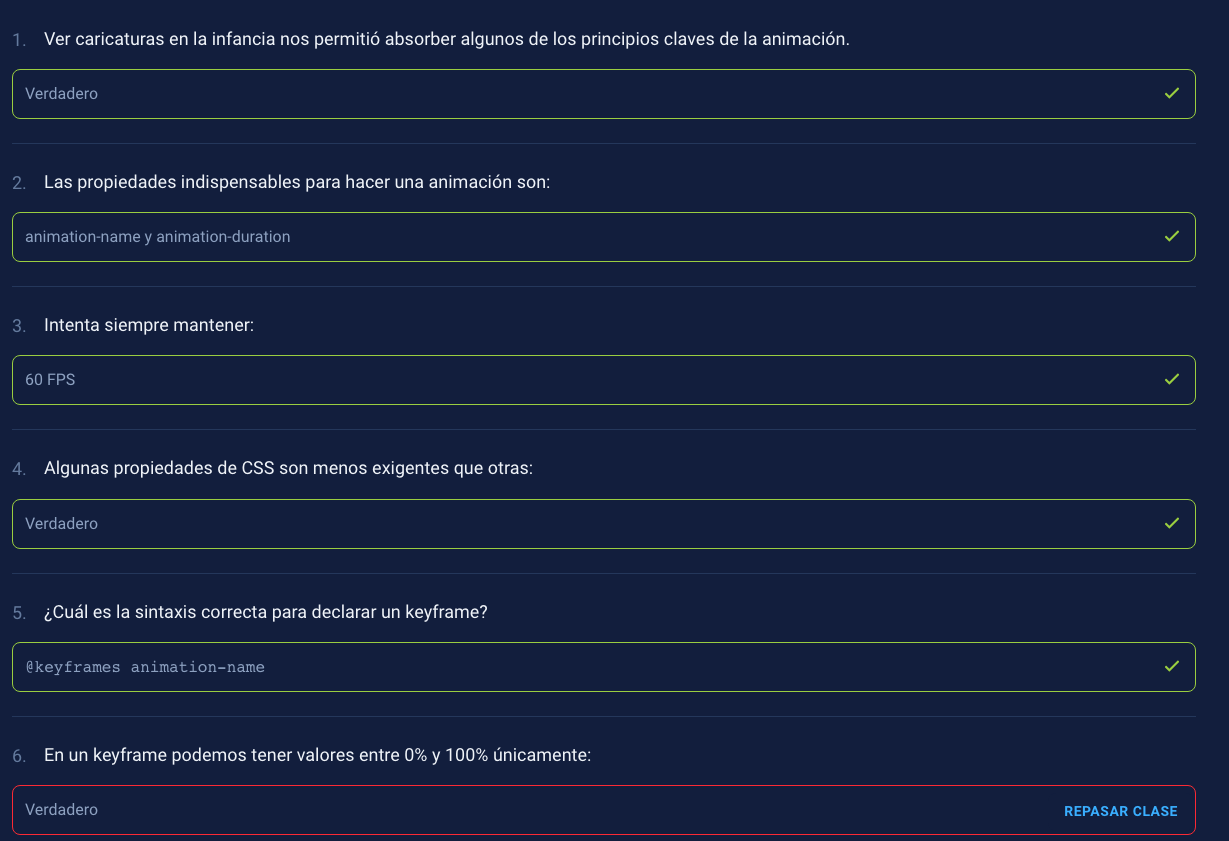 1. Ver caricaturas en la infancia nos permitió absorber algunos de los principios claves de la animación.
Verdadero
2. Las propiedades indispensables para hacer una animación son:
animation-name y animation-duration
3. Intenta siempre mantener:
60 FPS
4. Algunas propiedades de CSS son menos exigentes que otras:
Verdadero
5. ¿Cuál es la sintaxis correcta para declarar un keyframe?
@keyframes animation-name
6. En un keyframe podemos tener valores entre 0% y 100% únicamente:
Verdadero REPASAR CLASE